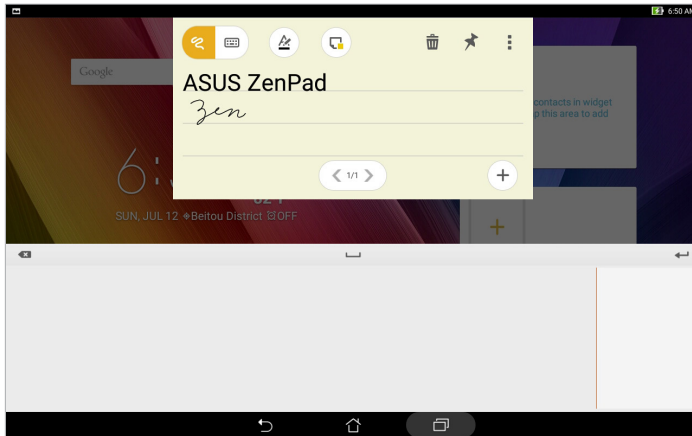 6:50 AM
Google
ASUS ZenPad
zen
contacts in widget
p this area to add
1/1
6:
SUN, JUL 12 Beitou District OFF